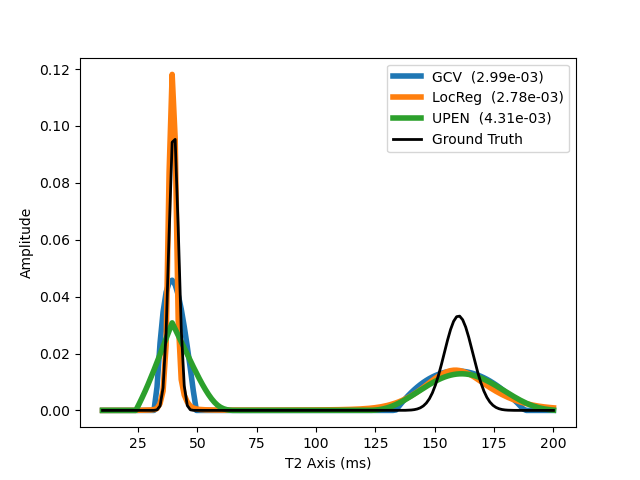 GCV (2.99e-03)
LocReg (2.78e-03)
UPEN (4.31e-03)
Ground Truth
0.12
0.10
0.08
0.06
0.04
0.02
0.00
Amplitude
25 50 75 100 125 150 175 200
T2 Axis (ms)